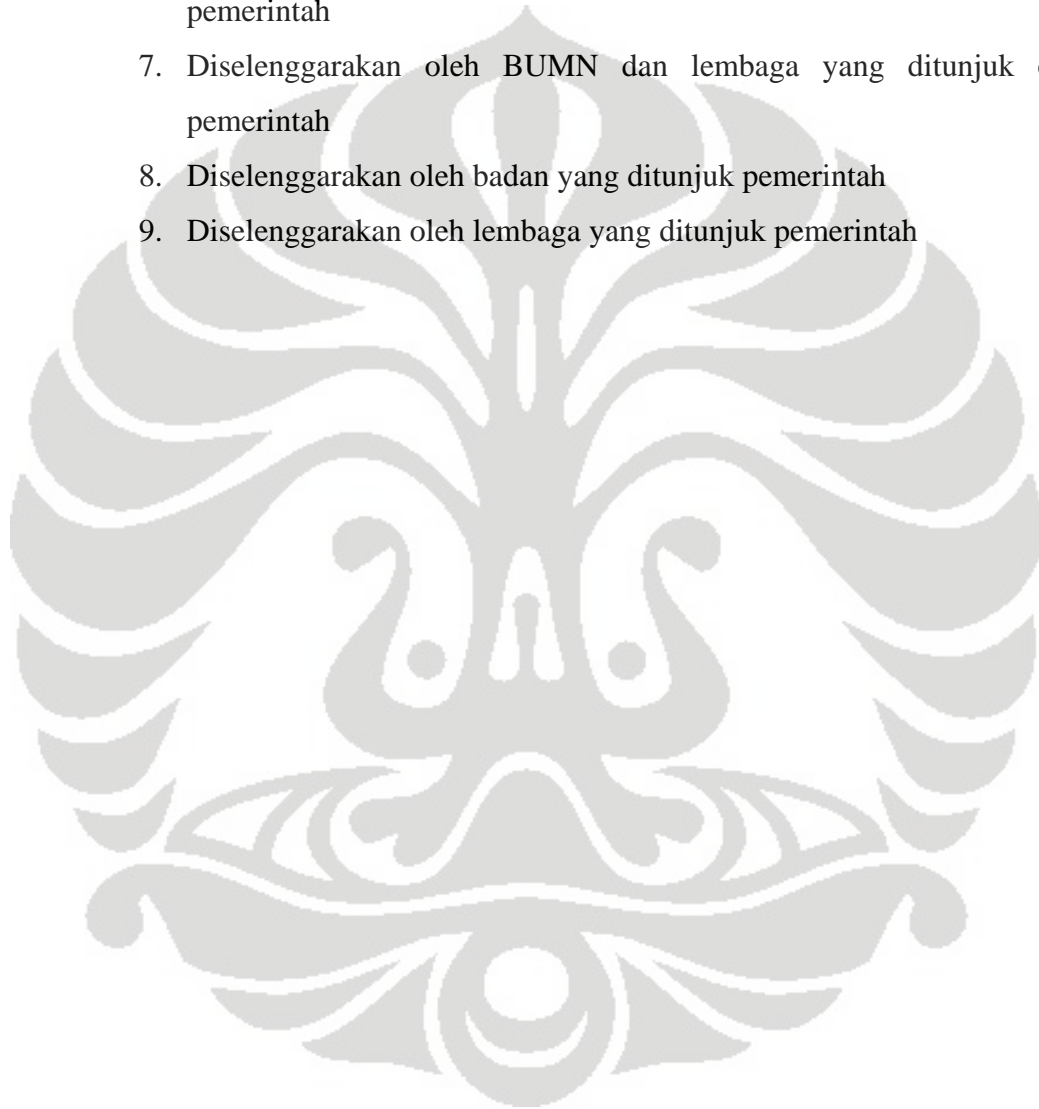 pemerintah
7. Diselenggarakan oleh BUMN dan lembaga yang ditunjuk
pemerintah
8. Diselenggarakan oleh badan yang ditunjuk pemerintah
9. Diselenggarakan oleh lembaga yang ditunjuk pemerintah